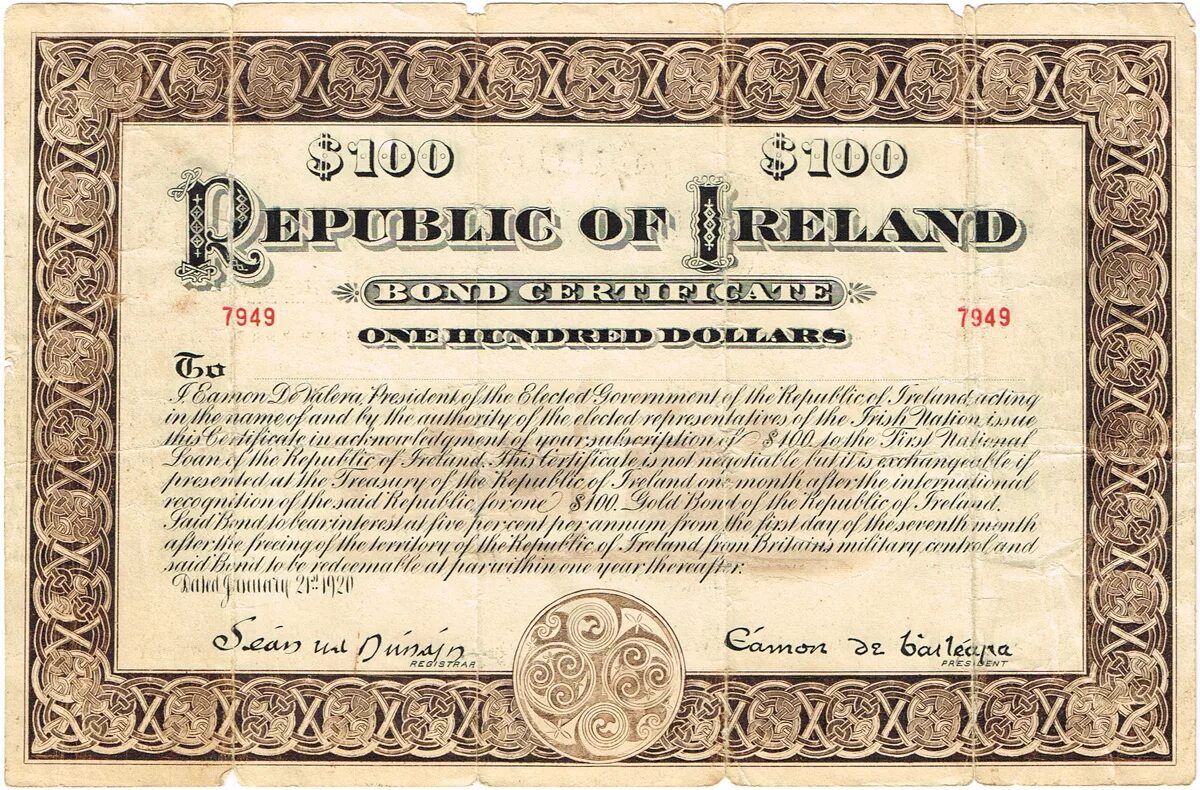 $100 $100
REPUBLIC OF IRELAND
BOND CERTIFICATE
7949 7949
ONE HUNDRED DOLLARS
To
I Eamon De Valera, President of the Elected Government of the Republic of Ireland, acting
in the name of and by the authority of the elected representatives of the Irish Nation issue
this Certificate in acknowledgment of your subscription of $100. to the First National
Loan, of the Republic of Ireland. This Certificate is not negotiable but it is exchangeable if
presented at the Treasury of the Republic of Ireland one month after the international
recognition of the said Republic, for one $100. Gold Bond of the Republic of Ireland.
Said Bond to bear interest at five per cent per annum from the first day of the seventh month
after the freeing of the territory of the Republic of Ireland from Britains military control and
said Bond to be redeemable at par within one year thereafter.
Dated January 21st 1920
Seán Éamon de Bailéara
REGISTRAR PRESIDENT